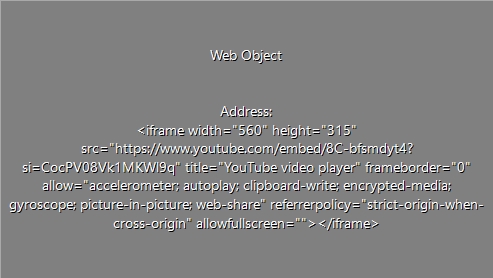 Web Object
Address:
<iframe width="560" height="315"
src="https://www.youtube.com/embed/8C-bfsmdyt4?
si=CocPV08Vk1MKWl9q" title="YouTube video player" frameborder="0"
allow="accelerometer; autoplay; clipboard-write; encrypted-media;
gyroscope; picture-in-picture; web-share" referrerpolicy="strict-origin-when-
cross-origin" allowfullscreen=""></iframe>